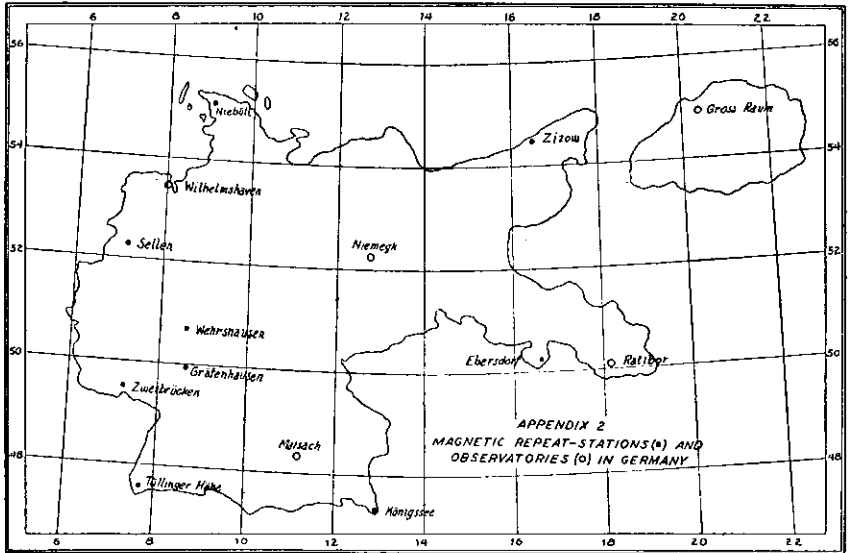 6 8 10 12 14 16 18 20 22
56 56
Niebüll
Gross Raum
Zizow
54 54
Wilhelmshaven
Sellen
Niemegk
52 52
Wehrshausen
Ebersdorf
Ratibor
50 50
Gräfenhausen
Zweibrücken
APPENDIX 2
MAGNETIC REPEAT-STATIONS (•) AND
OBSERVATORIES (O) IN GERMANY
Maisach
48 48
Tüllinger Höhe
Königssee
6 8 10 12 14 16 18 20 22